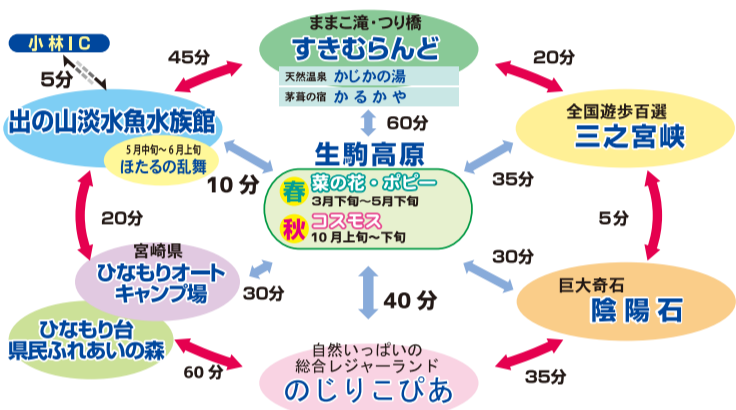 ままこ滝・つり橋
すきむらんど
天然温泉 かじかの湯
茅葺の宿 かるかや
小林IC
5分
45分
20分
60分
出の山淡水魚水族館
5月中旬～6月上旬
ほたるの乱舞
全国遊歩百選
三之宮峡
生駒高原
春 菜の花・ポピー
3月下旬～5月下旬
秋 コスモス
10月上旬～下旬
10分
35分
20分
5分
宮崎県
ひなもりオート
キャンプ場
30分
30分
巨大奇石
陰陽石
40分
ひなもり台
県民ふれあいの森
60分
自然いっぱいの
総合レジャーランド
のじりこぴあ
35分